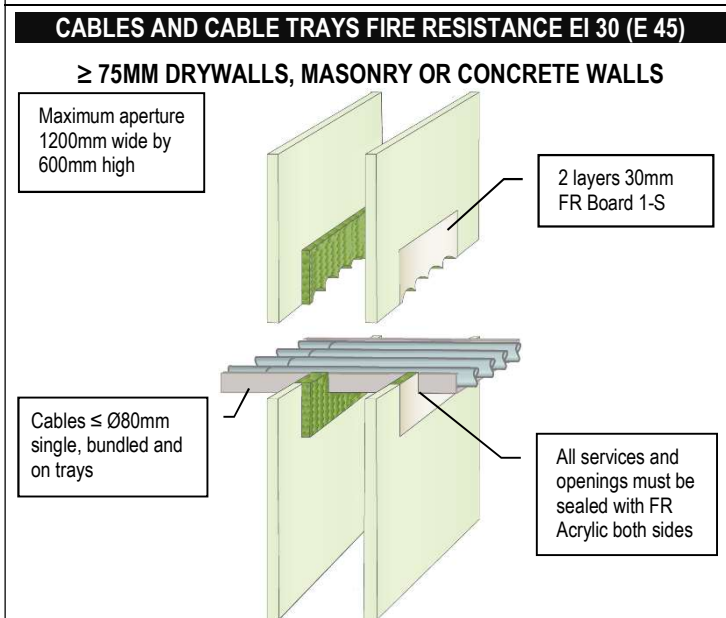 CABLES AND CABLE TRAYS FIRE RESISTANCE EI 30 (E 45)
≥ 75MM DRYWALLS, MASONRY OR CONCRETE WALLS
Maximum aperture
1200mm wide by
600mm high
2 layers 30mm
FR Board 1-S
Cables ≤ Ø80mm
single, bundled and
on trays
All services and
openings must be
sealed with FR
Acrylic both sides